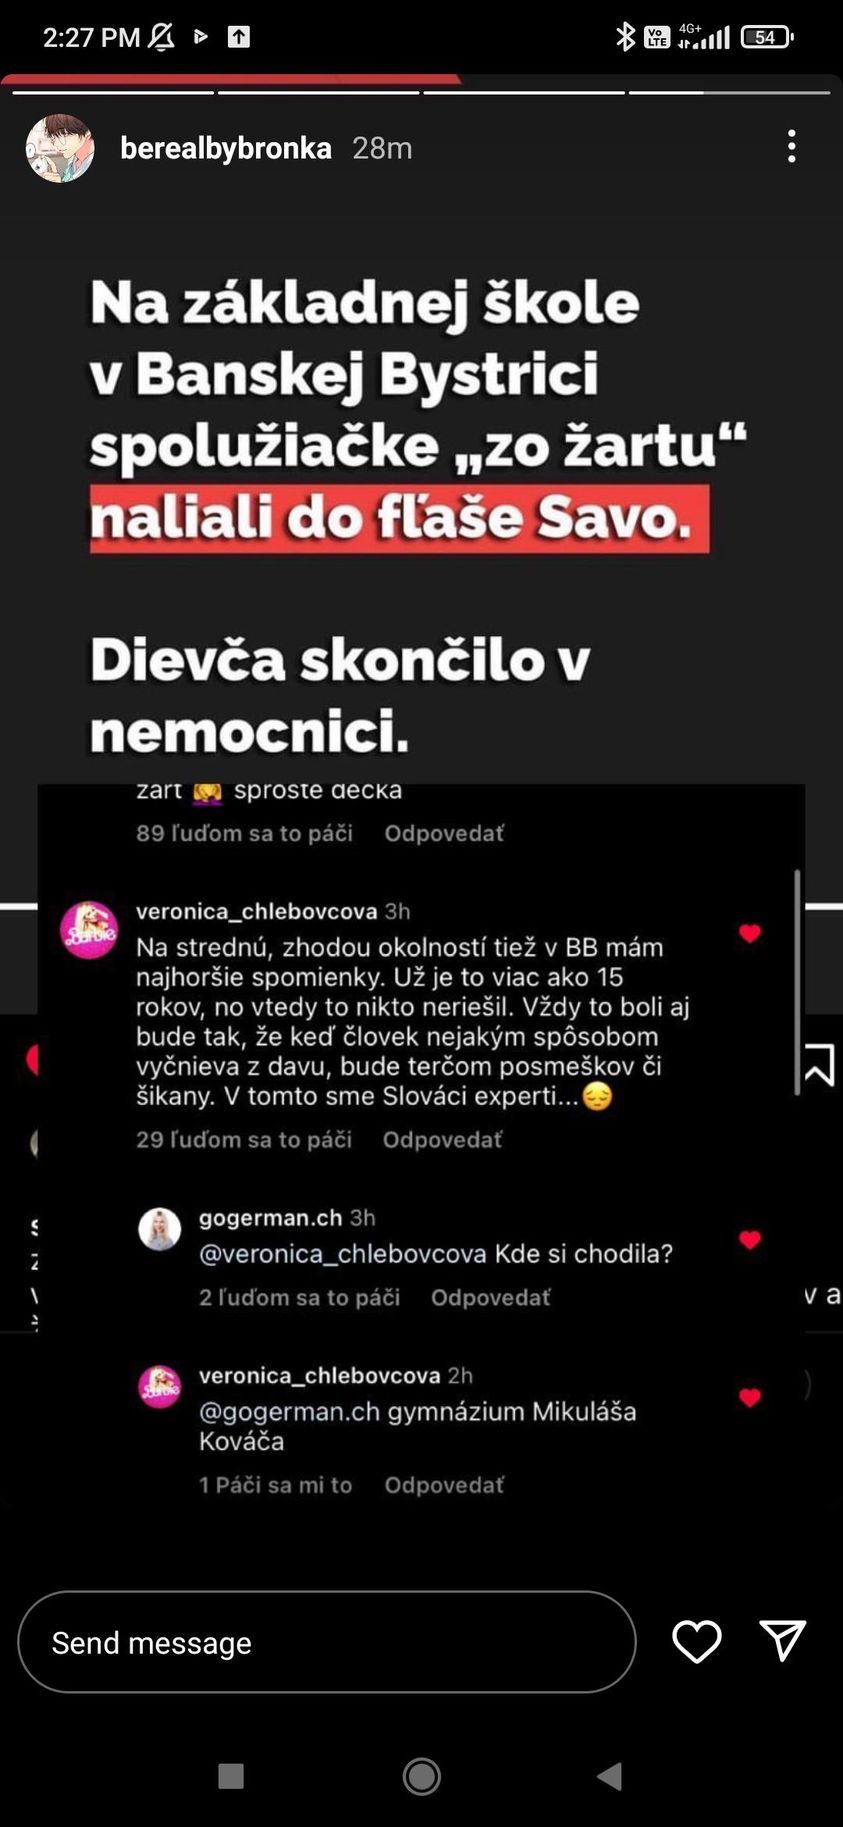 2:27 PM
Vo LTE 4G+ 54
berealbybronka 28m
Na základnej škole
v Banskej Bystrici
spolužiačke „zo žartu“
naliali do fľaše Savo.
Dievča skončilo v
nemocnici.
žart 🤦‍♀️ sprosté decká
89 ľuďom sa to páči Odpovedať
veronica_chlebovcova 3h
Na strednú, zhodou okolností tiež v BB mám
najhoršie spomienky. Už je to viac ako 15
rokov, no vtedy to nikto neriešil. Vždy to boli aj
bude tak, že keď človek nejakým spôsobom
vyčnieva z davu, bude terčom posmeškov či
šikany. V tomto sme Slováci experti...😔
29 ľuďom sa to páči Odpovedať
gogerman.ch 3h
@veronica_chlebovcova Kde si chodila?
2 ľuďom sa to páči Odpovedať
v a
veronica_chlebovcova 2h
@gogerman.ch gymnázium Mikuláša
Kováča
1 Páči sa mi to Odpovedať
Send message